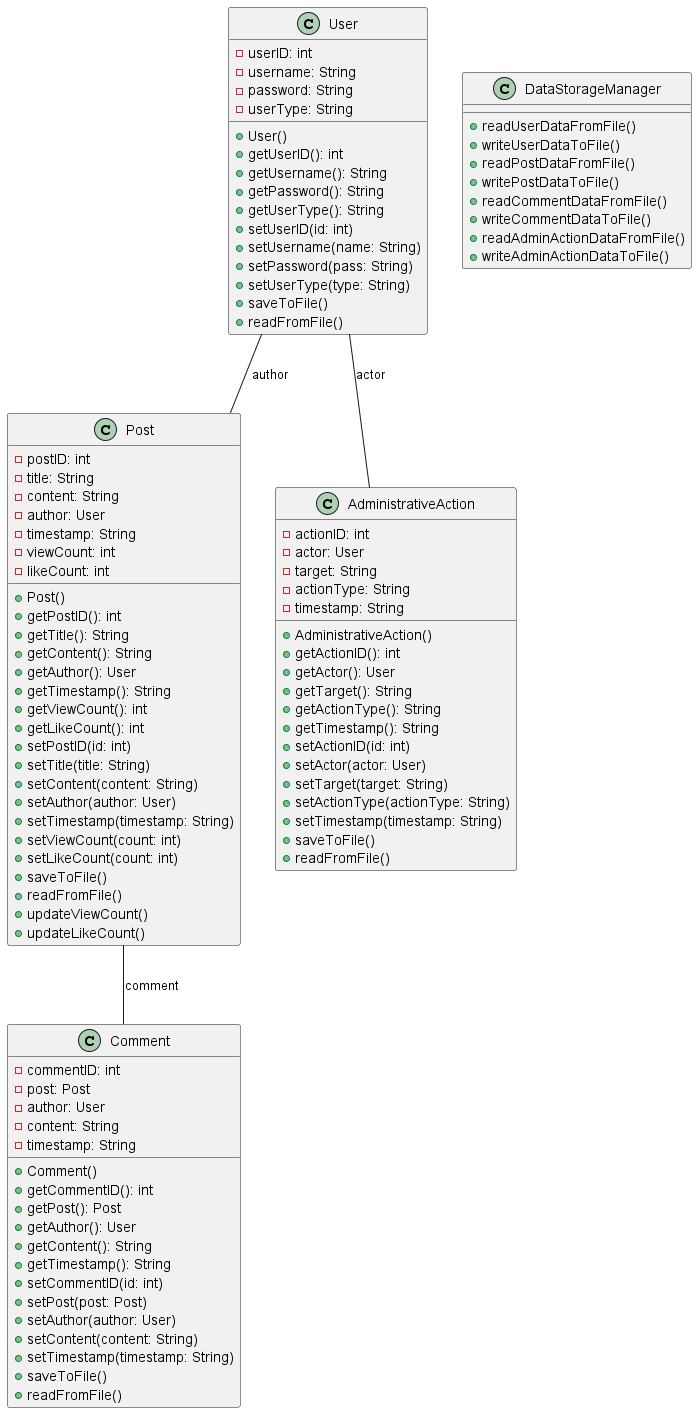 C User
userID: int
username: String
password: String
userType: String
User()
getUserID(): int
getUsername(): String
getPassword(): String
getUserType(): String
setUserID(id: int)
setUsername(name: String)
setPassword(pass: String)
setUserType(type: String)
saveToFile()
readFromFile()
C DataStorageManager
readUserDataFromFile()
writeUserDataToFile()
readPostDataFromFile()
writePostDataToFile()
readCommentDataFromFile()
writeCommentDataToFile()
readAdminActionDataFromFile()
writeAdminActionDataToFile()
author
actor
C Post
postID: int
title: String
content: String
author: User
timestamp: String
viewCount: int
likeCount: int
Post()
getPostID(): int
getTitle(): String
getContent(): String
getAuthor(): User
getTimestamp(): String
getViewCount(): int
getLikeCount(): int
setPostID(id: int)
setTitle(title: String)
setContent(content: String)
setAuthor(author: User)
setTimestamp(timestamp: String)
setViewCount(count: int)
setLikeCount(count: int)
saveToFile()
readFromFile()
updateViewCount()
updateLikeCount()
C AdministrativeAction
actionID: int
actor: User
target: String
actionType: String
timestamp: String
AdministrativeAction()
getActionID(): int
getActor(): User
getTarget(): String
getActionType(): String
getTimestamp(): String
setActionID(id: int)
setActor(actor: User)
setTarget(target: String)
setActionType(actionType: String)
setTimestamp(timestamp: String)
saveToFile()
readFromFile()
comment
C Comment
commentID: int
post: Post
author: User
content: String
timestamp: String
Comment()
getCommentID(): int
getPost(): Post
getAuthor(): User
getContent(): String
getTimestamp(): String
setCommentID(id: int)
setPost(post: Post)
setAuthor(author: User)
setContent(content: String)
setTimestamp(timestamp: String)
saveToFile()
readFromFile()